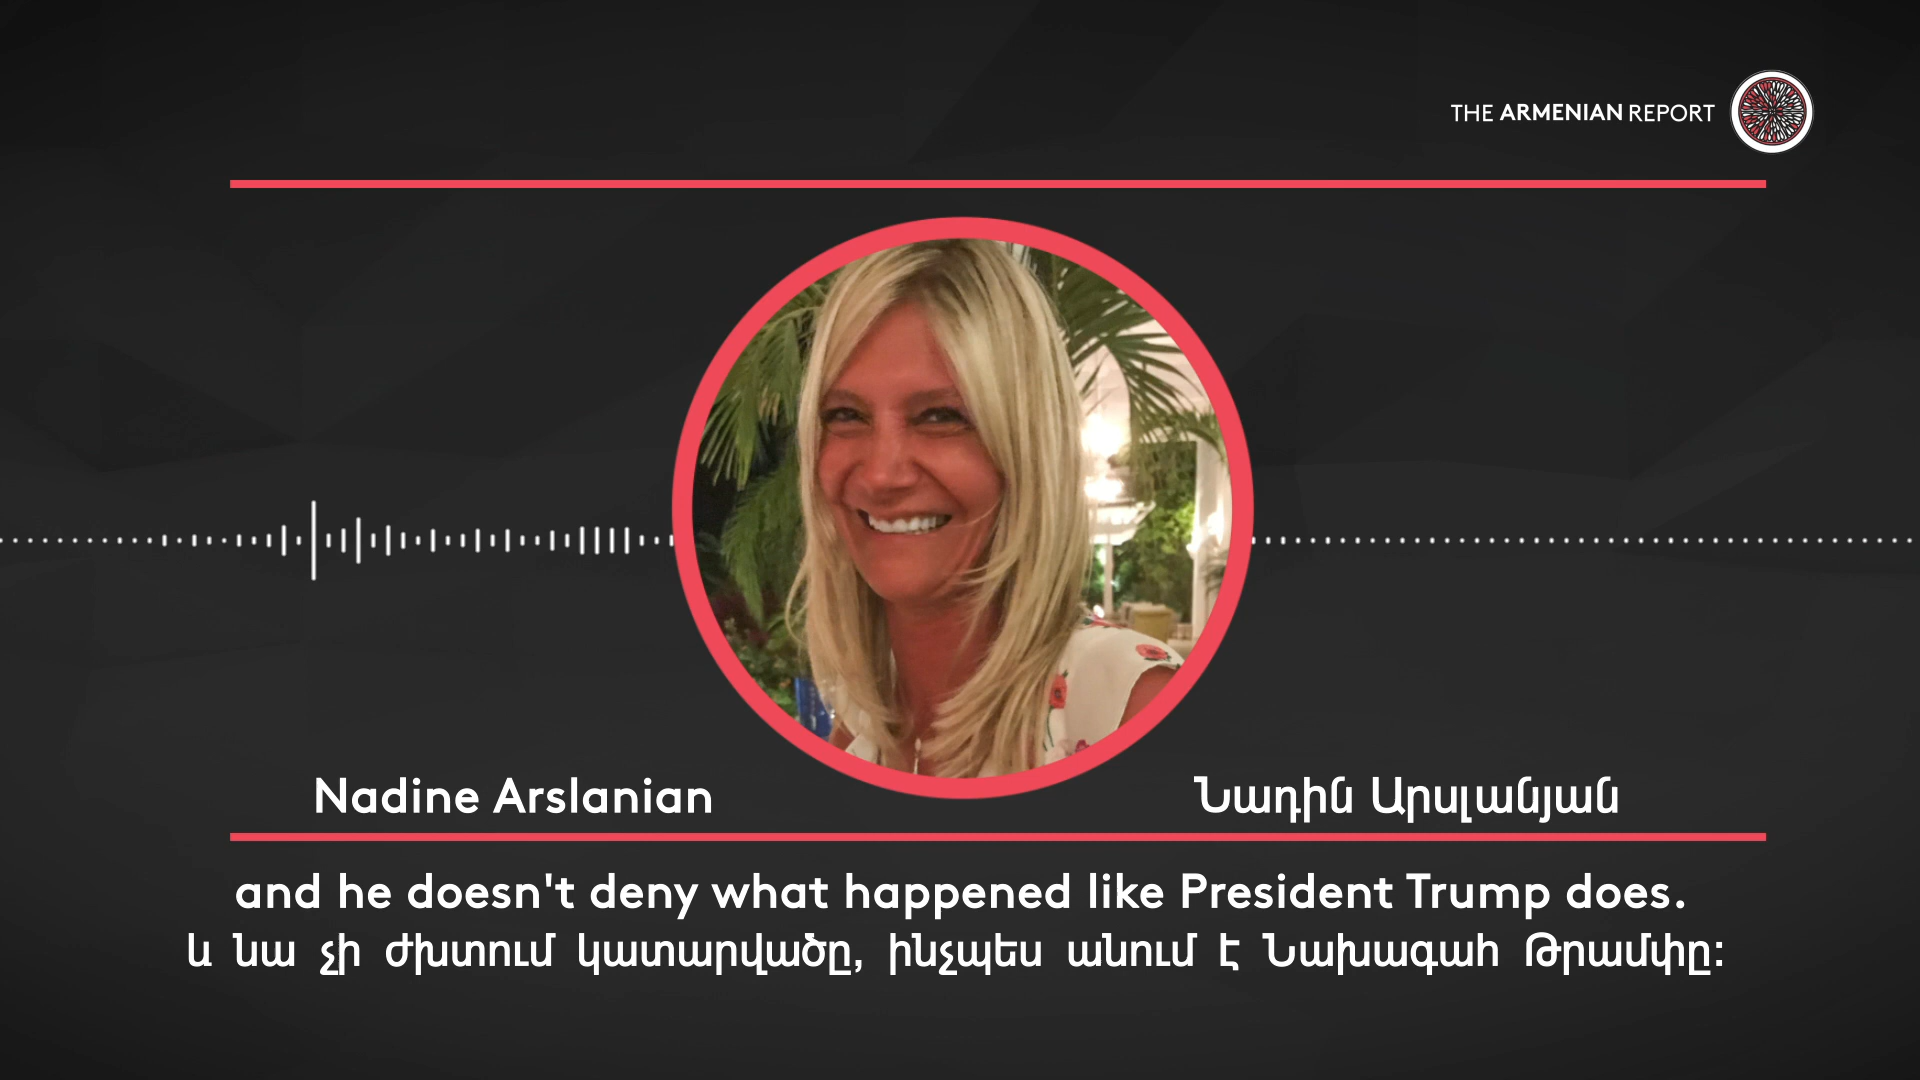 THE ARMENIAN REPORT
Nadine Arslanian
Նադին Արսլանյան
and he doesn't deny what happened like President Trump does.
և նա չի ժխտում կատարվածը, ինչպես անում է Նախագահ Թրամփը: